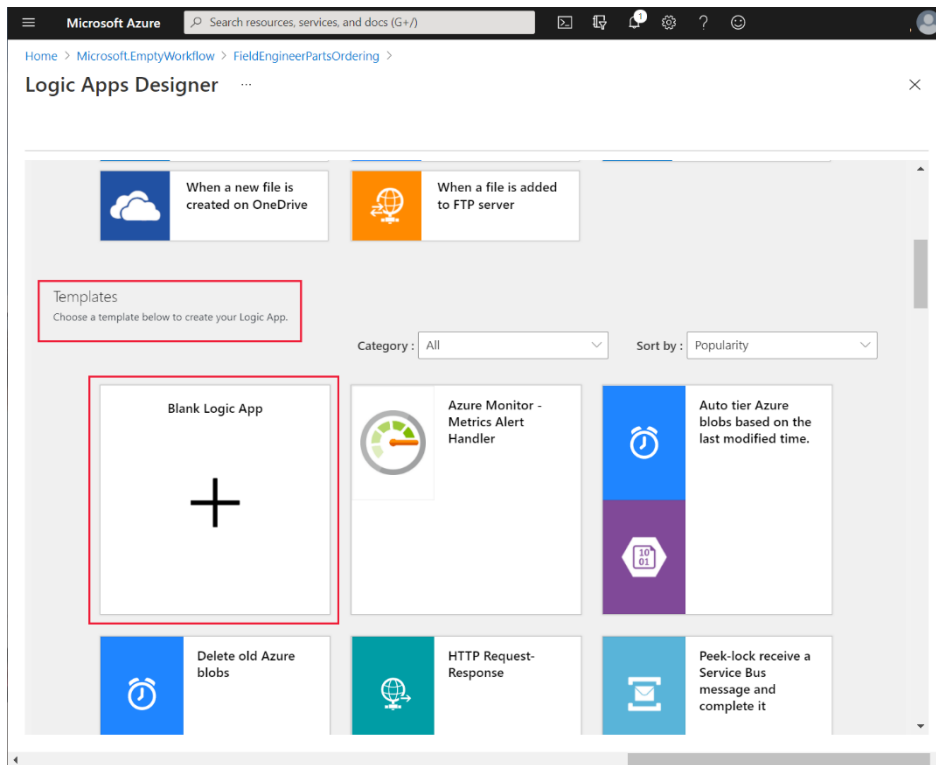 Microsoft Azure
Search resources, services, and docs (G+/)
1
Home > Microsoft.EmptyWorkflow > FieldEngineerPartsOrdering >
Logic Apps Designer ...
When a new file is
created on OneDrive
When a file is added
to FTP server
Templates
Choose a template below to create your Logic App.
Category : All
Sort by : Popularity
Blank Logic App
Azure Monitor -
Metrics Alert
Handler
Auto tier Azure
blobs based on the
last modified time.
10
01
Delete old Azure
blobs
HTTP Request-
Response
Peek-lock receive a
Service Bus
message and
complete it